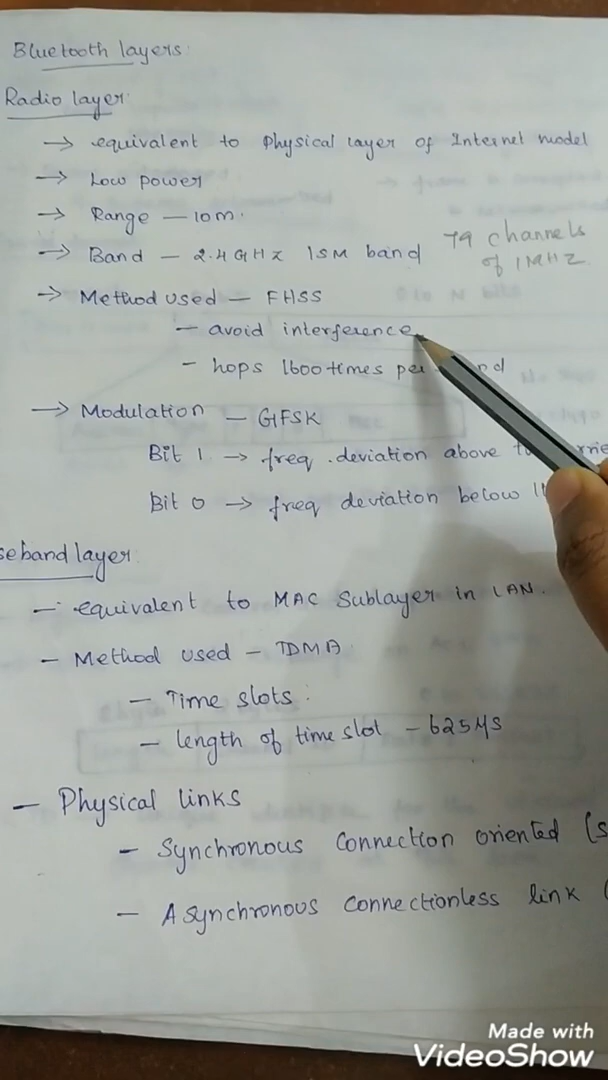 Bluetooth layers:
Radio layer:
→ equivalent to Physical layer of Internet model
→ Low power
→ Range — 10m.
→ Band — 2.4GHz ISM band 79 channels
of 1MHZ.
→ Method used — FHSS
— avoid interference
— hops 1600 times per
→ Modulation — GFSK
Bit 1 → freq .deviation above
Bit 0 → freq deviation below
seband layer
— equivalent to MAC Sublayer in LAN.
— Method used — TDMA
— Time slots:
— length of time slot — 625μs
— Physical links
— Synchronous Connection oriented (s
— Asynchronous Connectionless link (
Made with
VideoShow